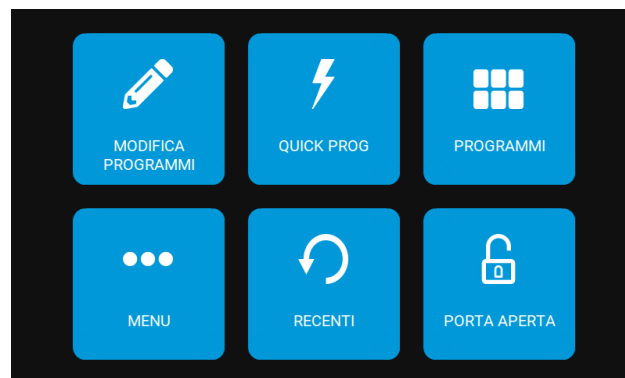 MODIFICA
PROGRAMMI
QUICK PROG
PROGRAMMI
MENU
RECENTI
PORTA APERTA